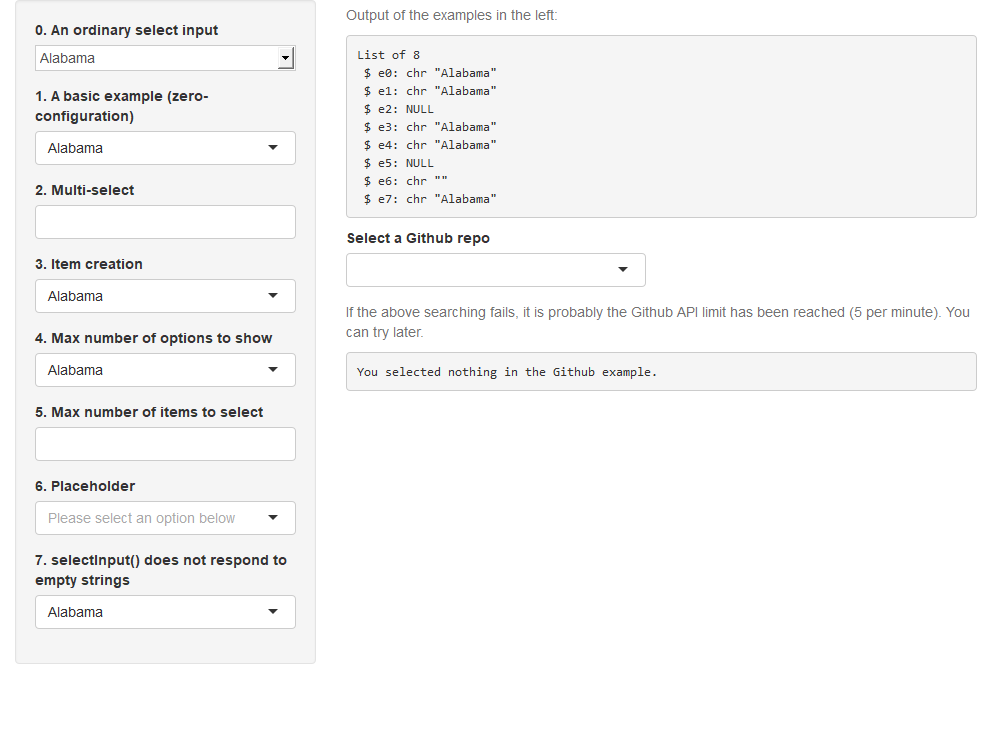 0. An ordinary select input
Alabama
1. A basic example (zero-
configuration)
Alabama
2. Multi-select
3. Item creation
Alabama
4. Max number of options to show
Alabama
5. Max number of items to select
6. Placeholder
Please select an option below
7. selectInput() does not respond to
empty strings
Alabama
Output of the examples in the left:
List of 8
 $ e0: chr "Alabama"
 $ e1: chr "Alabama"
 $ e2: NULL
 $ e3: chr "Alabama"
 $ e4: chr "Alabama"
 $ e5: NULL
 $ e6: chr ""
 $ e7: chr "Alabama"
Select a Github repo
If the above searching fails, it is probably the Github API limit has been reached (5 per minute). You
can try later.
You selected nothing in the Github example.